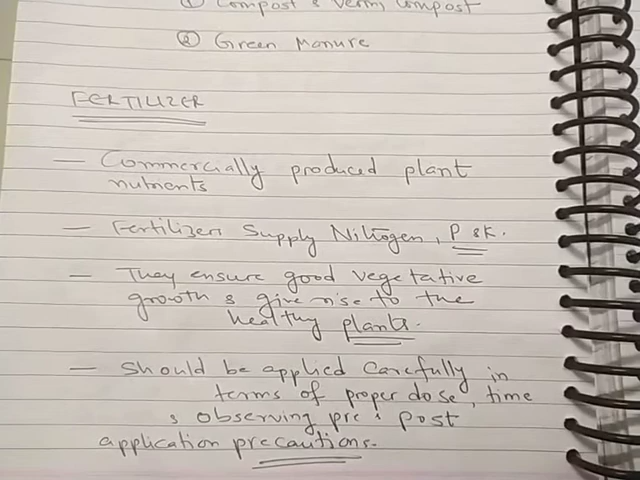 ① Compost & Vermi compost
② Green Manure
FERTILIZER
— Commercially produced plant
nutrients
— Fertilizers Supply Nitrogen, P & K.
— They ensure good vegetative
growth & give rise to the
healthy plants.
— Should be applied carefully in
terms of proper dose, time
& observing pre & post
application precautions.